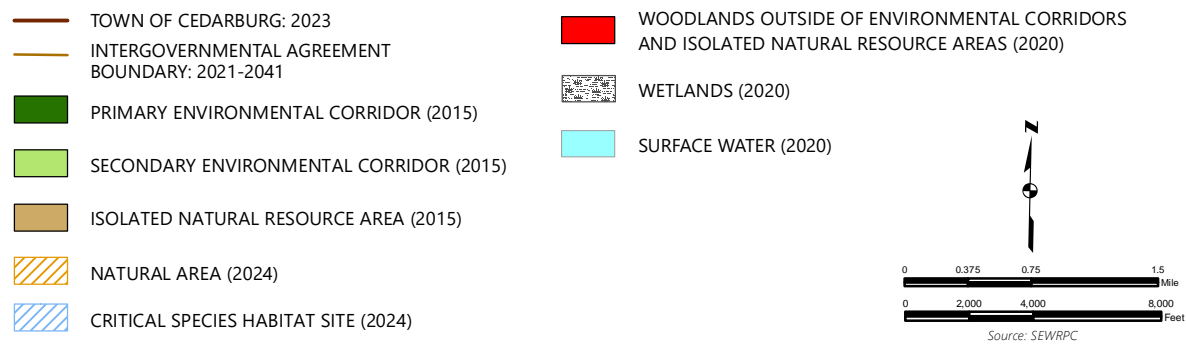 TOWN OF CEDARBURG: 2023
INTERGOVERNMENTAL AGREEMENT
BOUNDARY: 2021-2041
PRIMARY ENVIRONMENTAL CORRIDOR (2015)
SECONDARY ENVIRONMENTAL CORRIDOR (2015)
ISOLATED NATURAL RESOURCE AREA (2015)
NATURAL AREA (2024)
CRITICAL SPECIES HABITAT SITE (2024)
WOODLANDS OUTSIDE OF ENVIRONMENTAL CORRIDORS
AND ISOLATED NATURAL RESOURCE AREAS (2020)
WETLANDS (2020)
SURFACE WATER (2020)
N
0 0.375 0.75 1.5
Mile
0 2,000 4,000 8,000
Feet
Source: SEWRPC